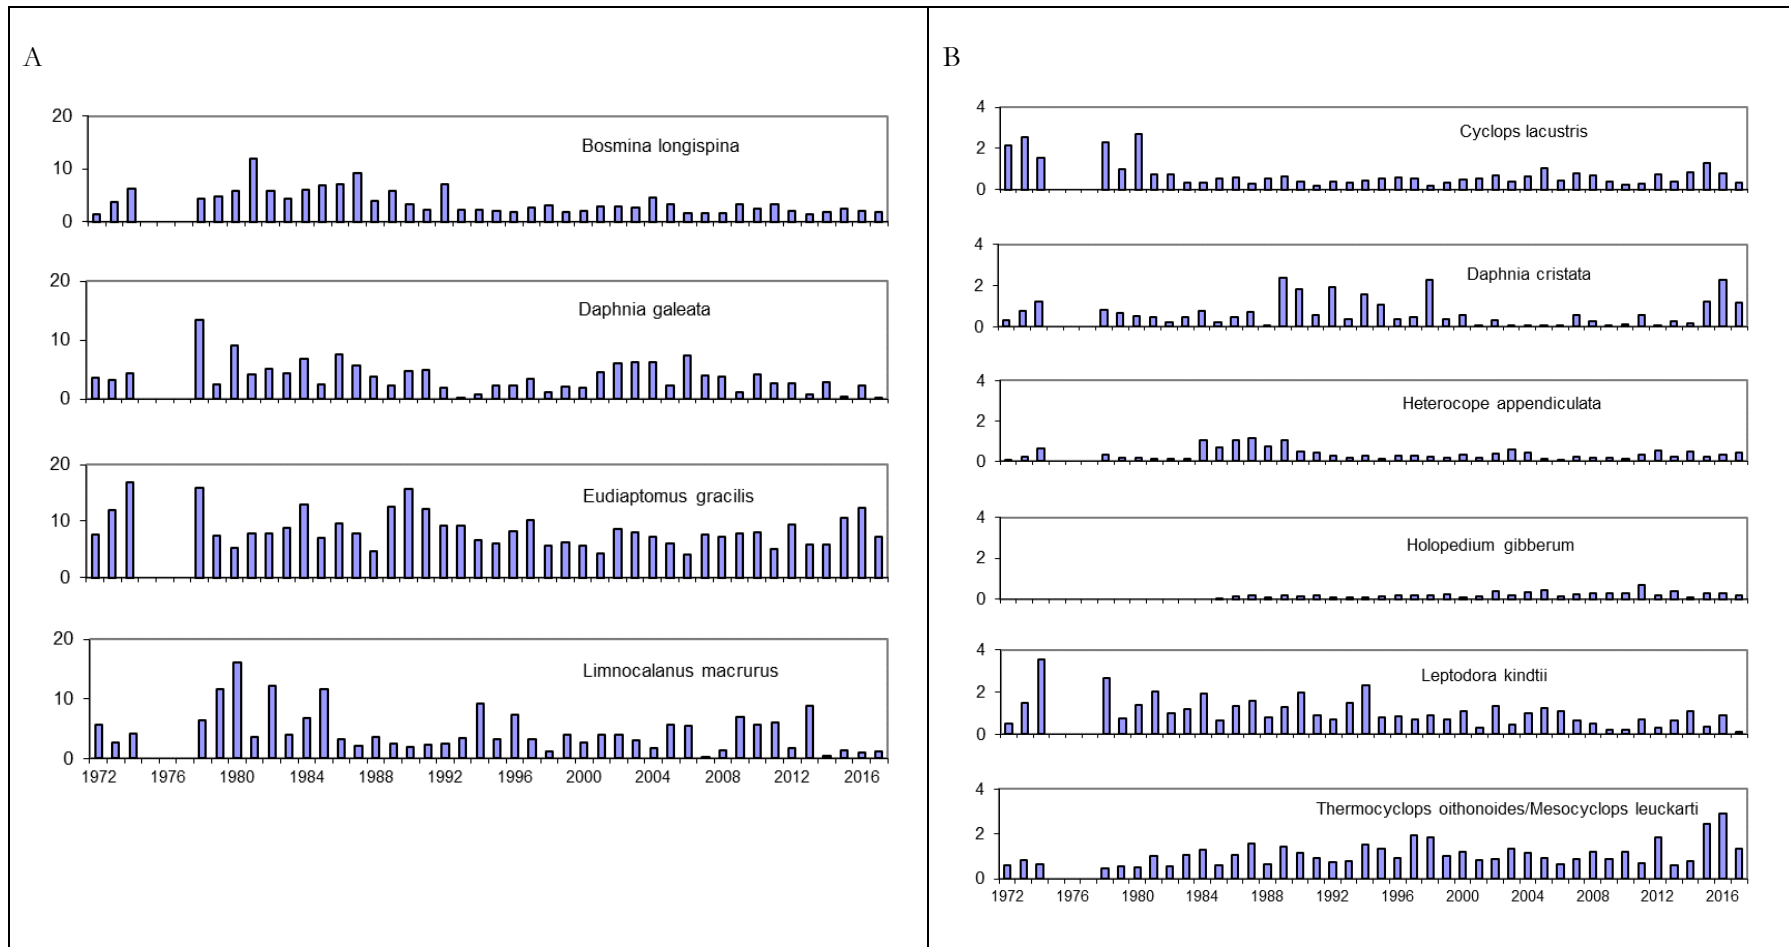 A
20
10
0
Bosmina longispina
20
10
0
Daphnia galeata
20
10
0
Eudiaptomus gracilis
20
10
0
Limnocalanus macrurus
1972 1976 1980 1984 1988 1992 1996 2000 2004 2008 2012 2016
B
4
2
0
Cyclops lacustris
4
2
0
Daphnia cristata
4
2
0
Heterocope appendiculata
4
2
0
Holopedium gibberum
4
2
0
Leptodora kindtii
4
2
0
Thermocyclops oithonoides/Mesocyclops leuckarti
1972 1976 1980 1984 1988 1992 1996 2000 2004 2008 2012 2016